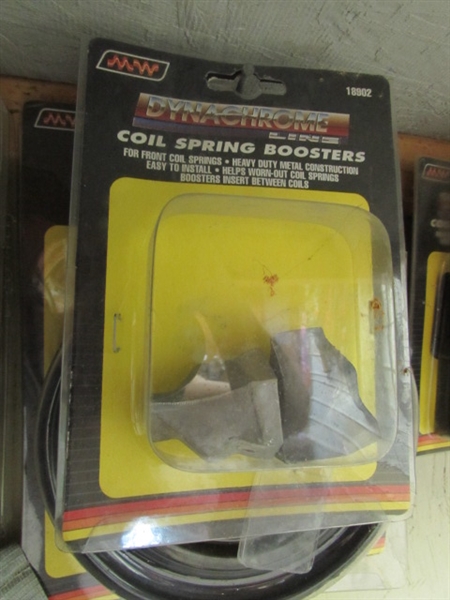 MW
18902
DYNACHROME
COIL SPRING BOOSTERS
FOR FRONT COIL SPRINGS • HEAVY DUTY METAL CONSTRUCTION
EASY TO INSTALL • HELPS WORN-OUT COIL SPRINGS
BOOSTERS INSERT BETWEEN COILS